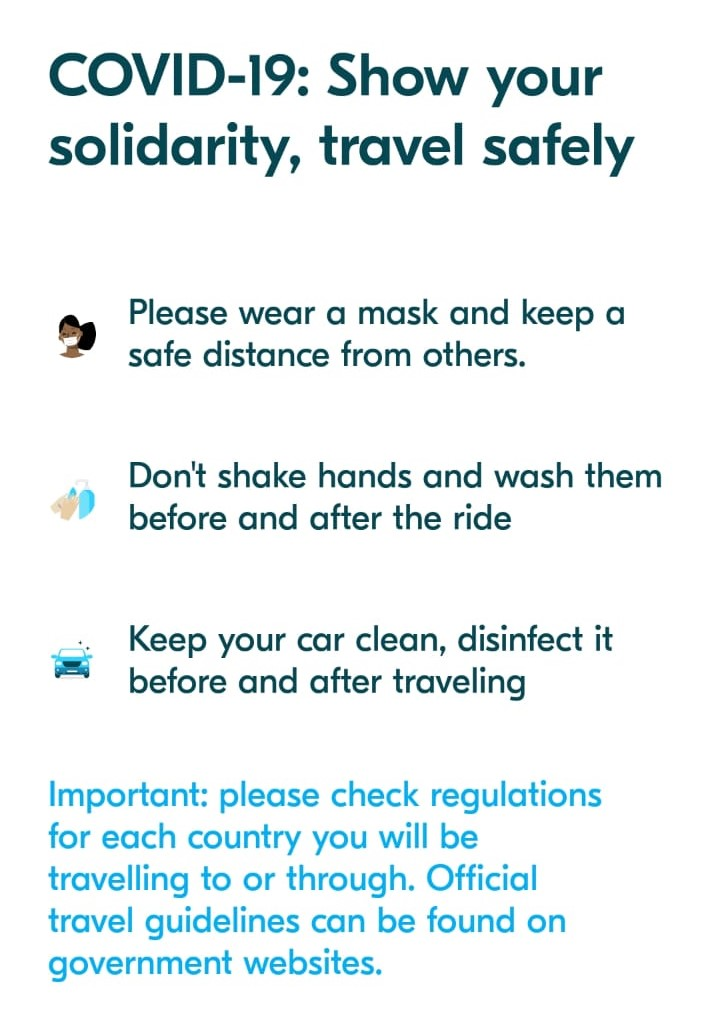 COVID-19: Show your
solidarity, travel safely
Please wear a mask and keep a
safe distance from others.
Don't shake hands and wash them
before and after the ride
Keep your car clean, disinfect it
before and after traveling
Important: please check regulations
for each country you will be
travelling to or through. Official
travel guidelines can be found on
government websites.